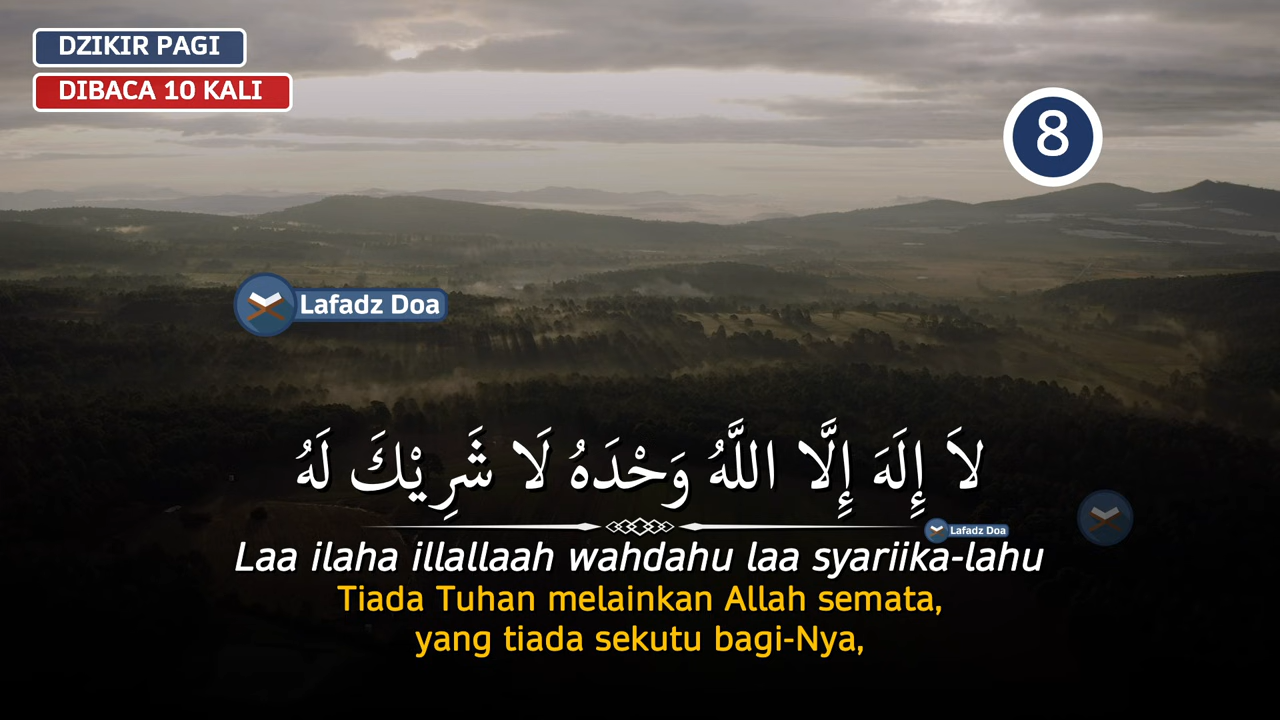 DZIKIR PAGI
DIBACA 10 KALI
8
Lafadz Doa
لاَ إِلَهَ إِلَّا اللَّهُ وَحْدَهُ لَا شَرِيْكَ لَهُ
Lafadz Doa
Laa ilaha illallaah wahdahu laa syariika-lahu
Tiada Tuhan melainkan Allah semata,
yang tiada sekutu bagi-Nya,